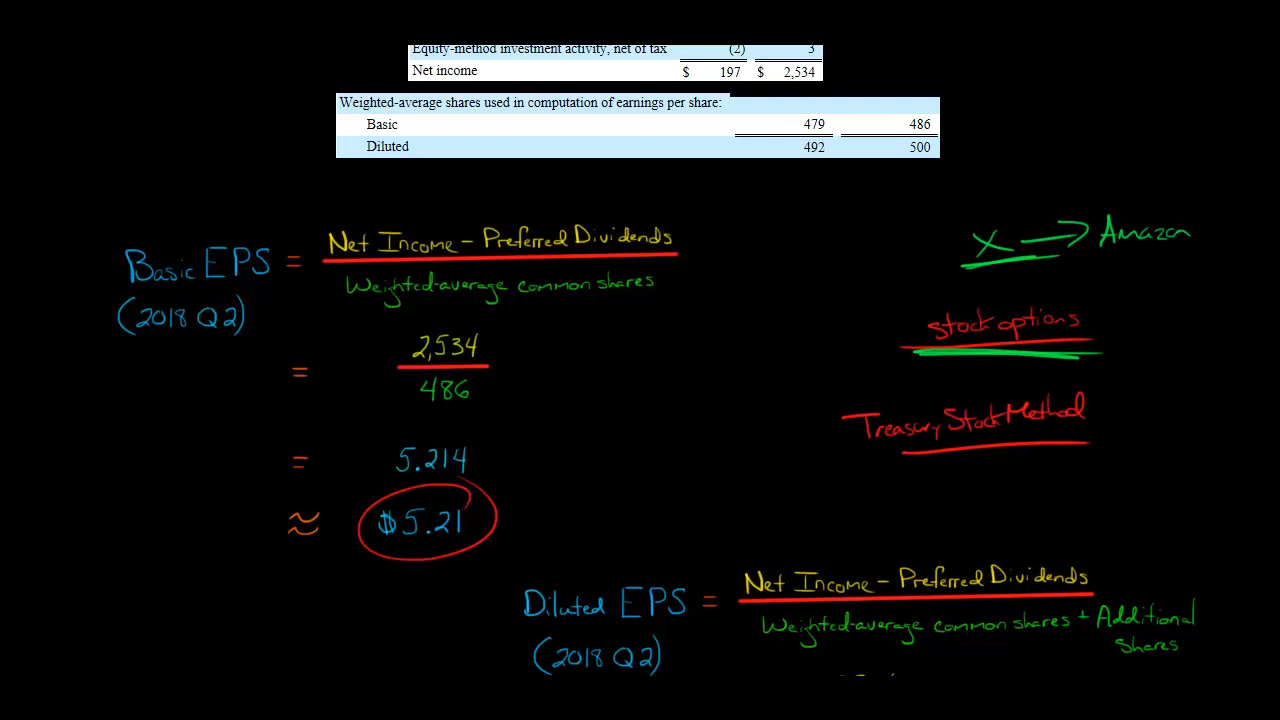 Equity-method investment activity, net of tax (2) 3
Net income $ 197 $ 2,534
Weighted-average shares used in computation of earnings per share:
Basic 479 486
Diluted 492 500
Basic EPS = Net Income - Preferred Dividends
Weighted-average common shares
(2018 Q2)
= 2,534
486
= 5.214
≈ $5.21
X → Amazon
Stock options
Treasury Stock Method
Diluted EPS = Net Income - Preferred Dividends
Weighted-average common shares + Additional
Shares
(2018 Q2)